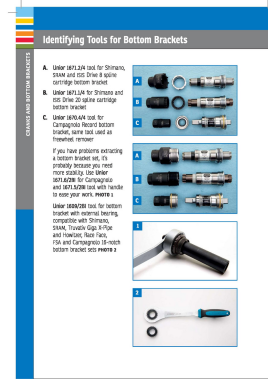 Identifying Tools for Bottom Brackets
CRANKS AND BOTTOM BRACKETS
A. Unior 1671.2/4 tool for Shimano,
SRAM and ISIS Drive 8 spline
cartridge bottom bracket
B. Unior 1671.1/4 for Shimano and
ISIS Drive 20 spline cartridge
bottom bracket
C. Unior 1670.4/4 tool for
Campagnolo Record bottom
bracket, same tool used as
freewheel remover
If you have problems extracting
a bottom bracket set, it's
probably because you need
more stability. Use Unior
1671.6/2BI for Campagnolo
and 1671.5/2BI tool with handle
to ease your work. PHOTO 1
Unior 1609/2BI tool for bottom
bracket with external bearing,
compatible with Shimano,
SRAM, Truvativ Giga X-Pipe
and Howitzer, Race Face,
FSA and Campagnolo 16-notch
bottom bracket sets PHOTO 2
A
B
C
A
B
C
1
2